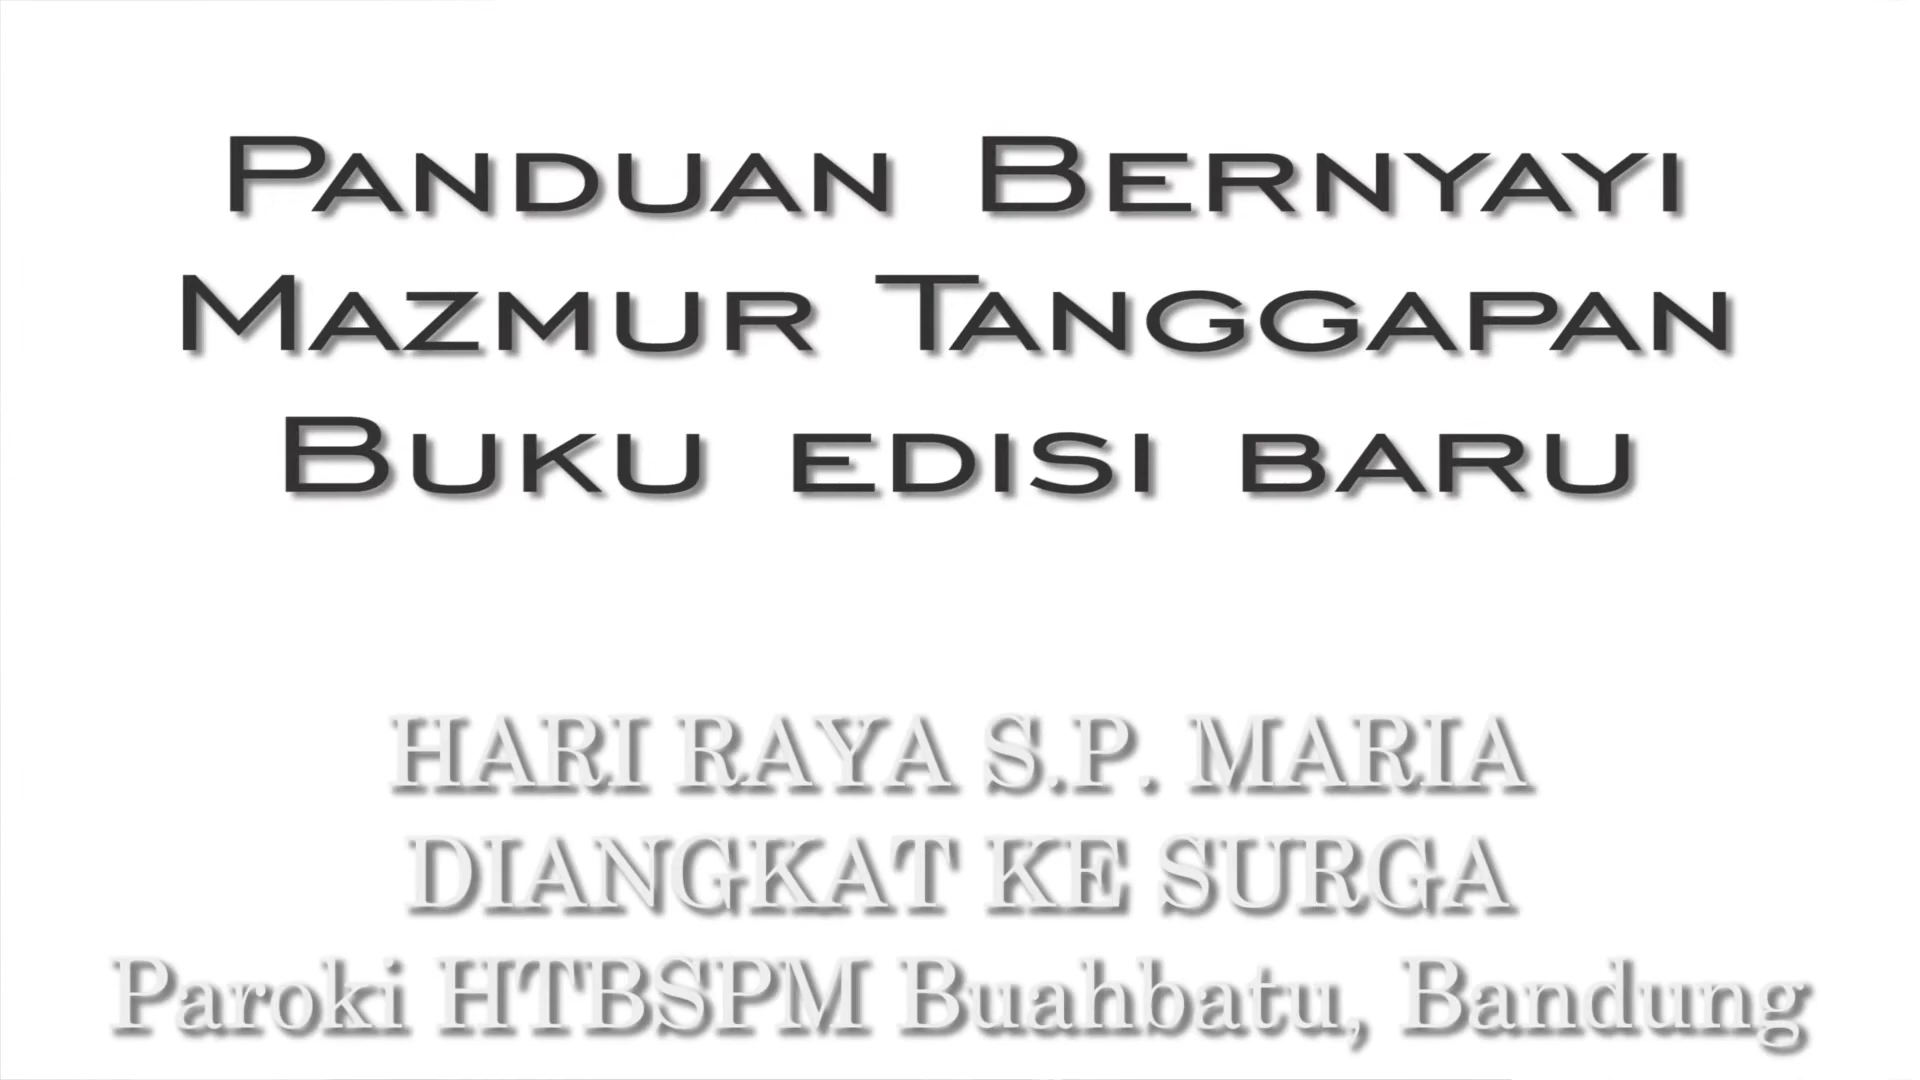 Panduan Bernyayi
Mazmur Tanggapan
Buku edisi baru
HARI RAYA S.P. MARIA
DIANGKAT KE SURGA
Paroki HTBSPM Buahbatu, Bandung